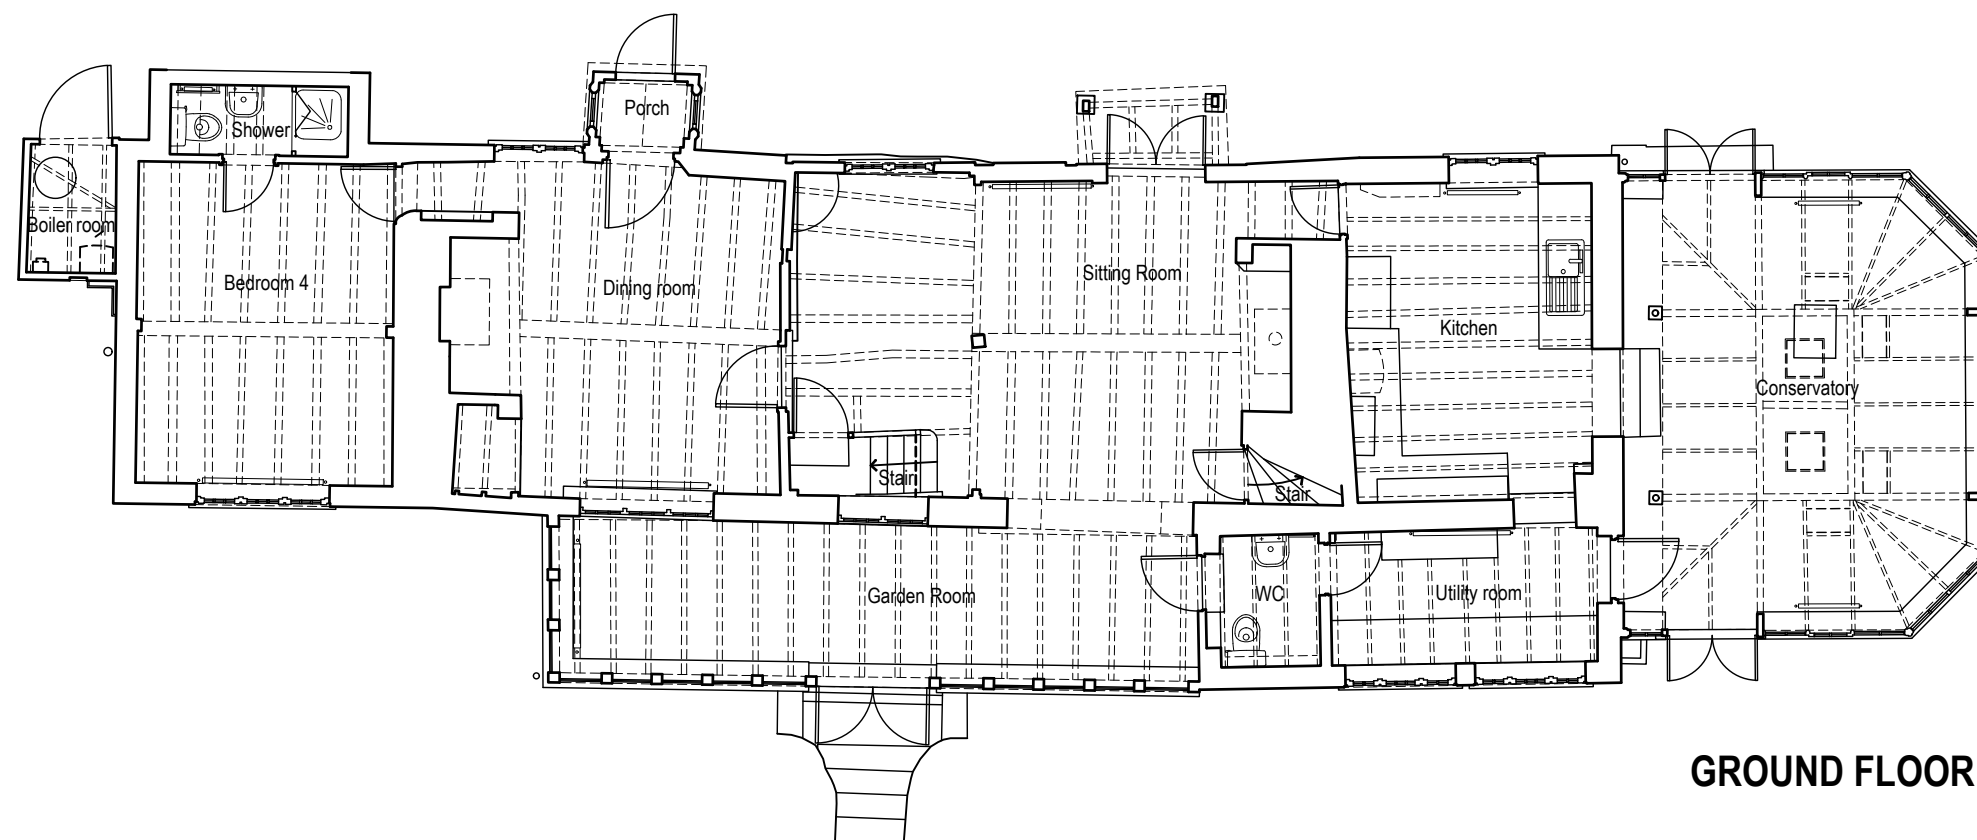 Porch
Shower
Boiler room
Bedroom 4
Dining room
Sitting Room
Kitchen
Conservatory
Stair
Stair
Garden Room
WC
Utility room
GROUND FLOOR